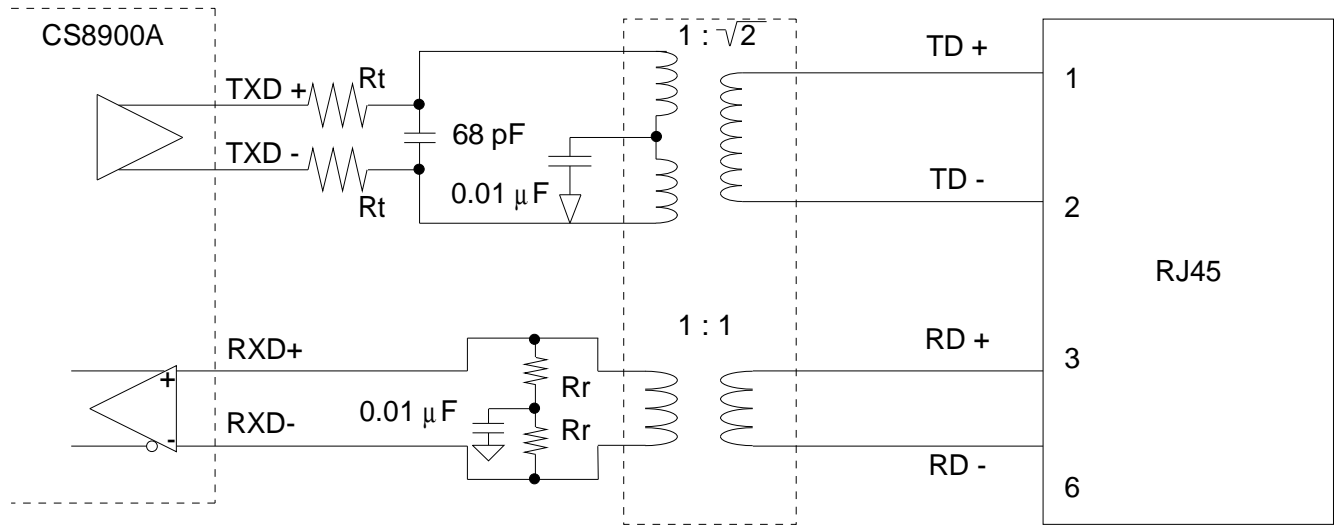 CS8900A
1 : √2
TXD +
Rt
TD +
1
68 pF
TXD -
Rt
0.01 μF
TD -
2
RJ45
1 : 1
RXD+
Rr
RD +
3
0.01 μF
+
RXD-
Rr
-
RD -
6